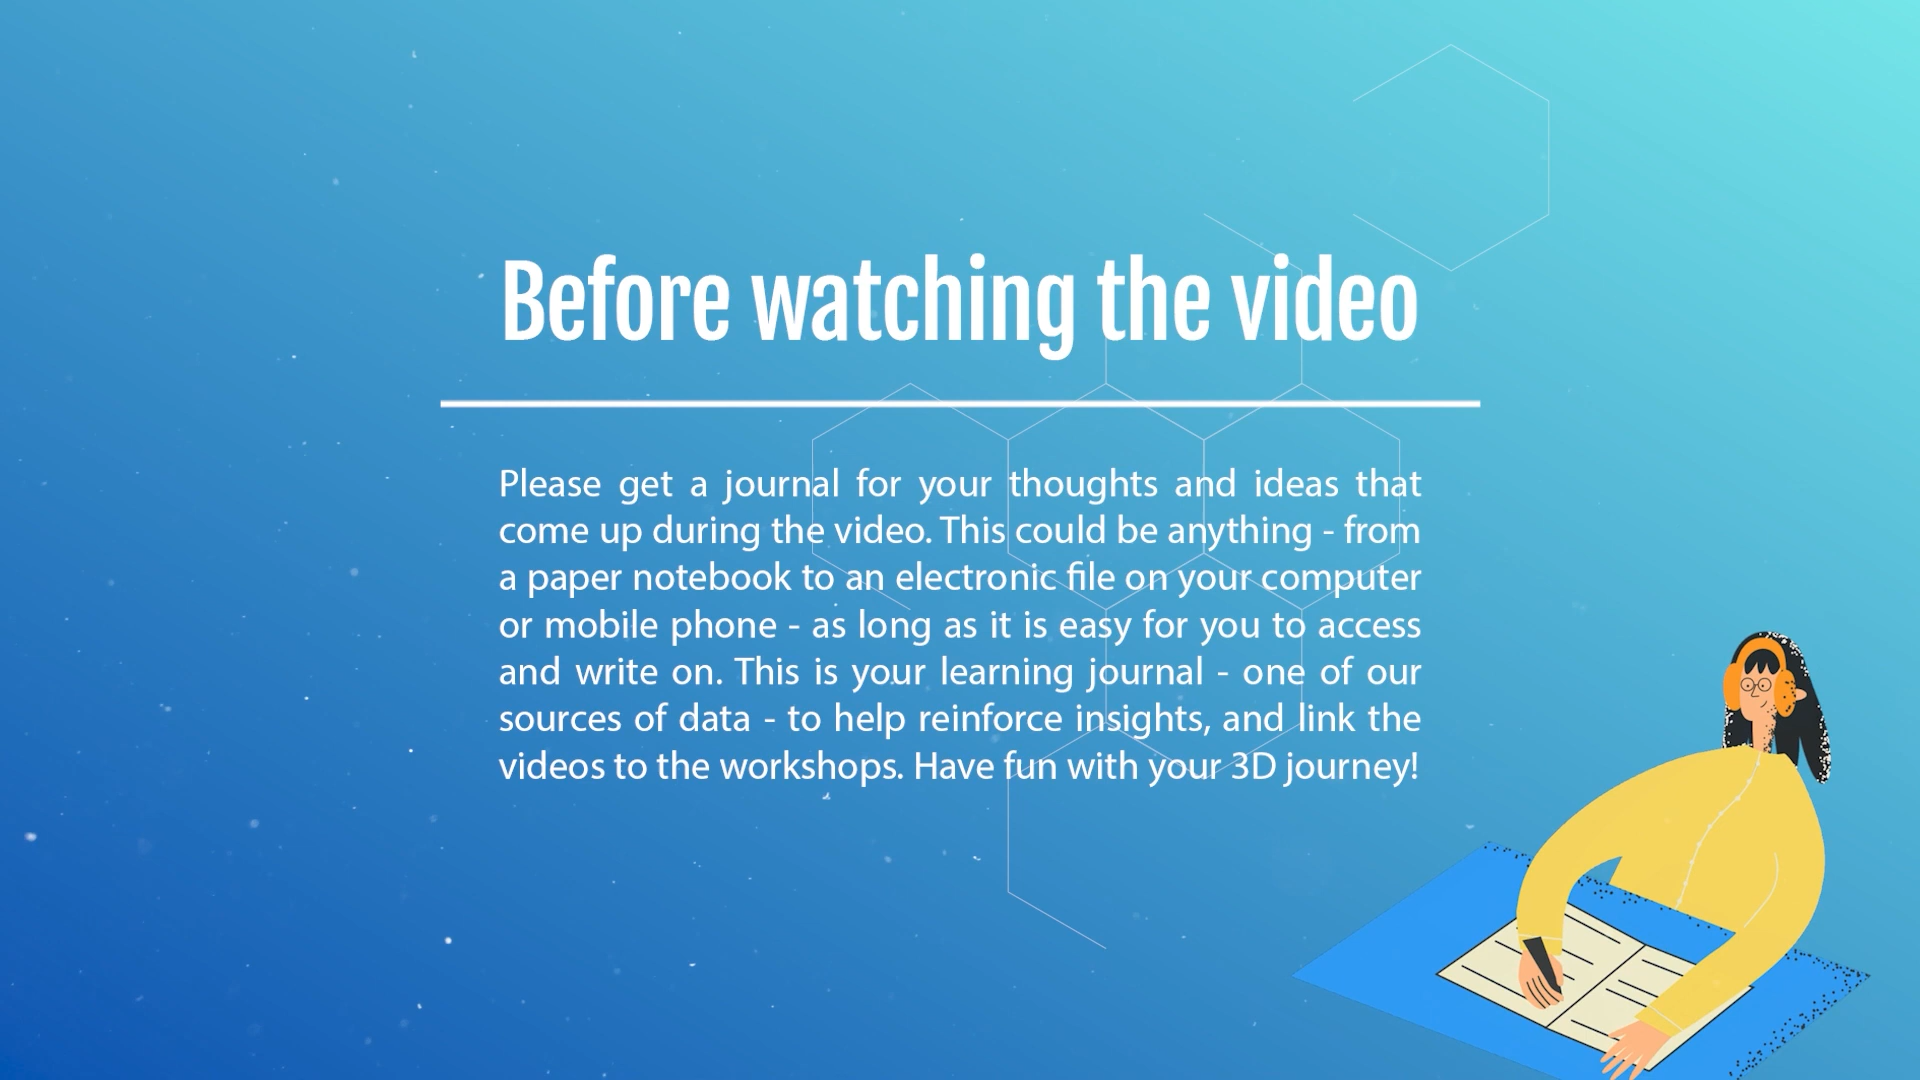 Before watching the video
Please get a journal for your thoughts and ideas that
come up during the video. This could be anything - from
a paper notebook to an electronic file on your computer
or mobile phone - as long as it is easy for you to access
and write on. This is your learning journal - one of our
sources of data - to help reinforce insights, and link the
videos to the workshops. Have fun with your 3D journey!